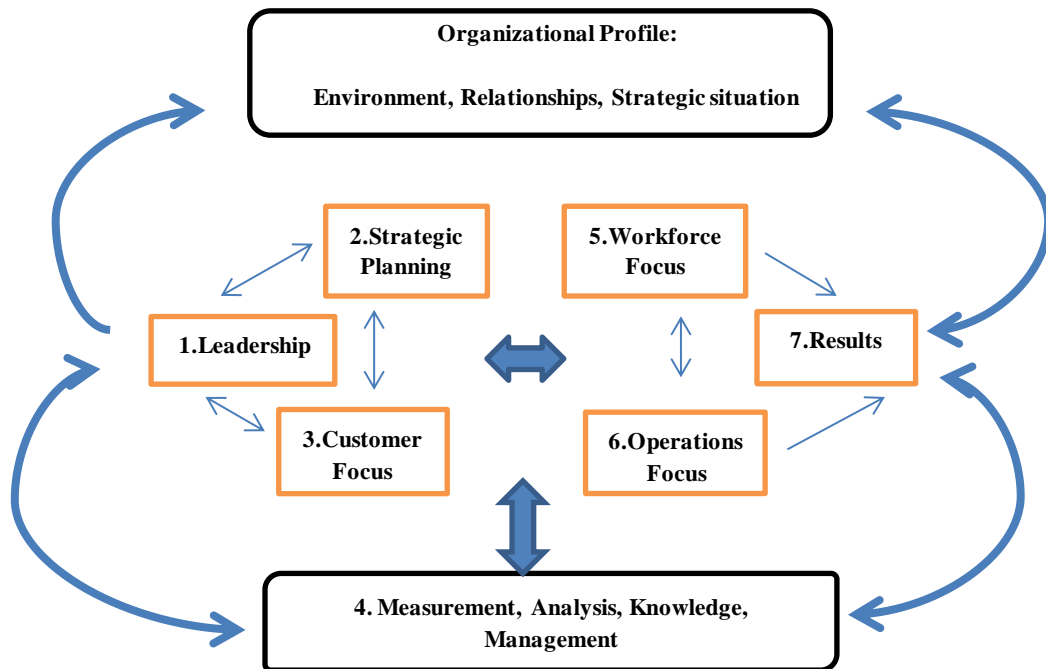 Organizational Profile:
Environment, Relationships, Strategic situation
2.Strategic
Planning
5.Workforce
Focus
1.Leadership
7.Results
3.Customer
Focus
6.Operations
Focus
4. Measurement, Analysis, Knowledge,
Management